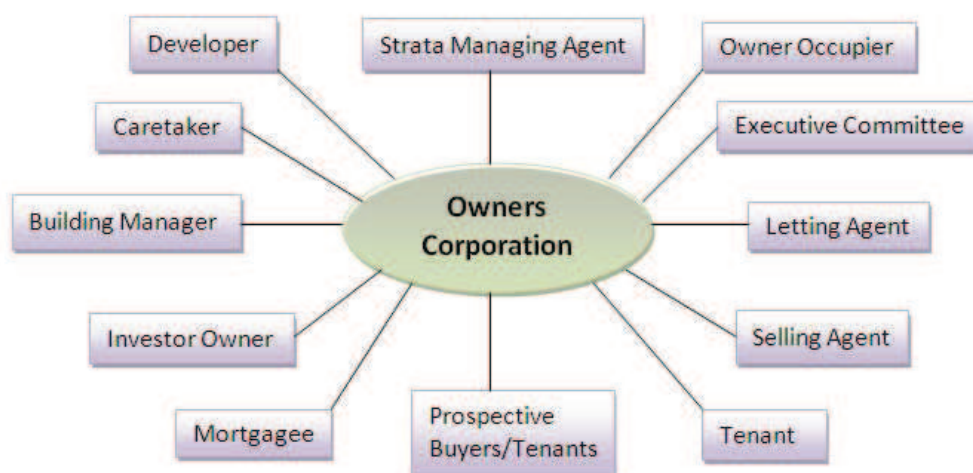 Developer
Strata Managing Agent
Owner Occupier
Caretaker
Executive Committee
Building Manager
Owners
Corporation
Letting Agent
Investor Owner
Selling Agent
Mortgagee
Prospective
Buyers/Tenants
Tenant